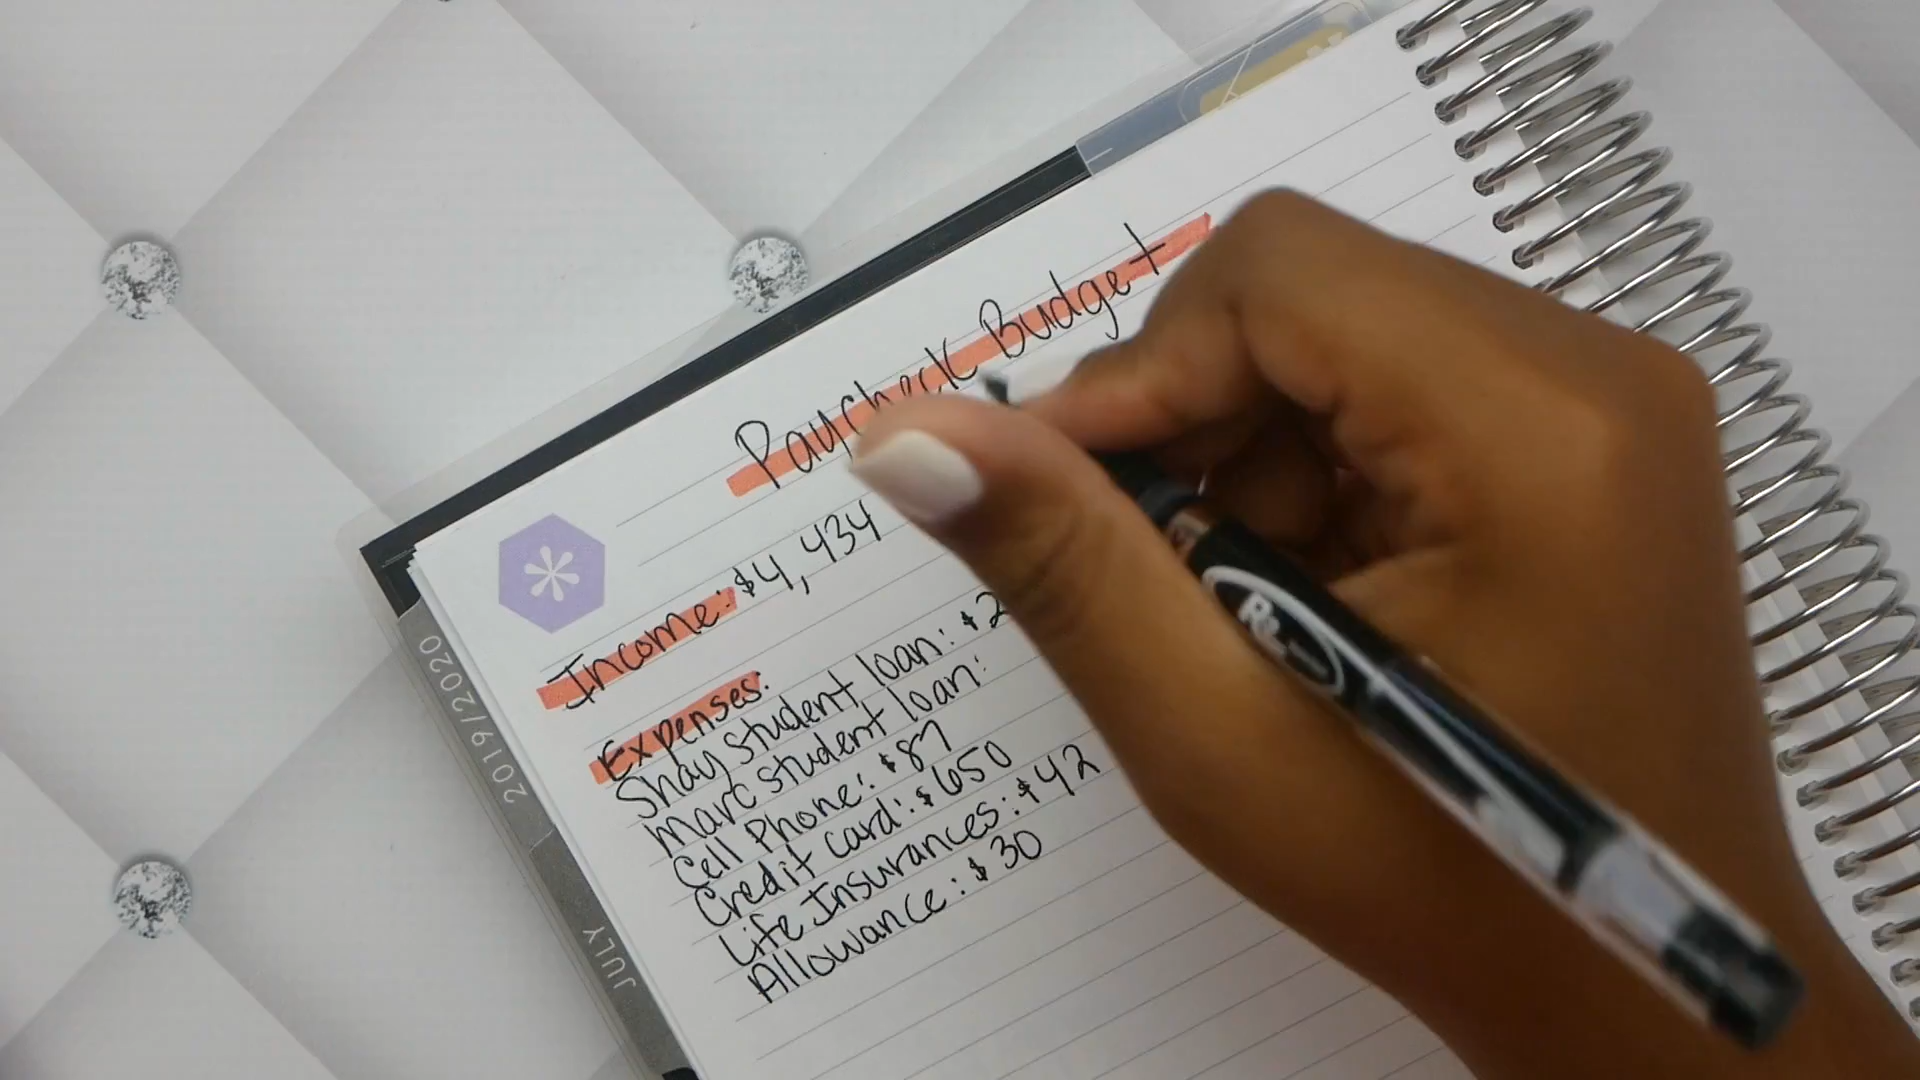 Paycheck Budget
Income: $4,434
Expenses:
Shay Student loan: $2
Marc Student loan:
Cell Phone: $87
Credit card: $650
Life Insurances: $42
Allowance: $30
2019/2020
JULY